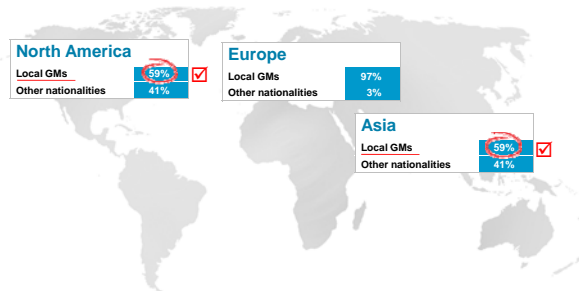 North America
Local GMs 59%
Other nationalities 41%
Europe
Local GMs 97%
Other nationalities 3%
Asia
Local GMs 59%
Other nationalities 41%